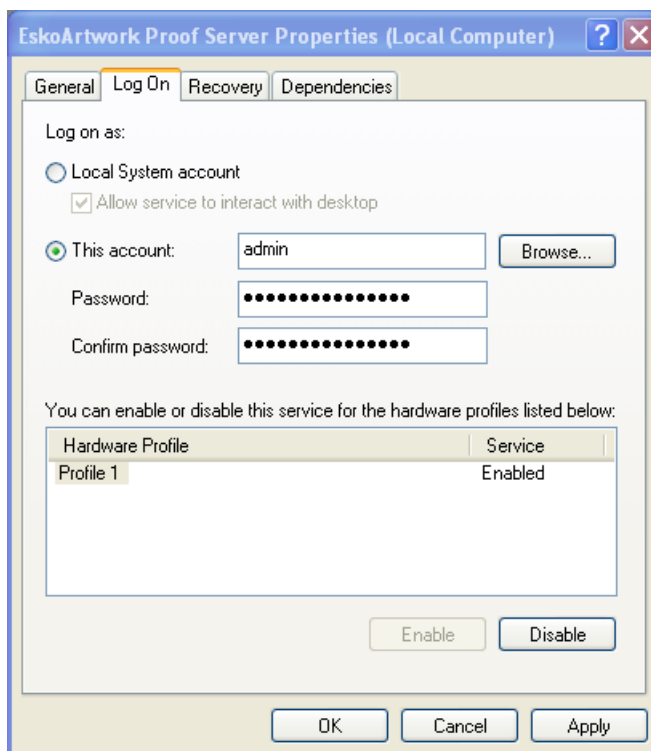 EskoArtwork Proof Server Properties (Local Computer)
General Log On Recovery Dependencies
Log on as:
Local System account
Allow service to interact with desktop
This account: admin Browse...
Password: •••••••••••••••
Confirm password: •••••••••••••••
You can enable or disable this service for the hardware profiles listed below:
Hardware Profile Service
Profile 1 Enabled
Enable Disable
OK Cancel Apply